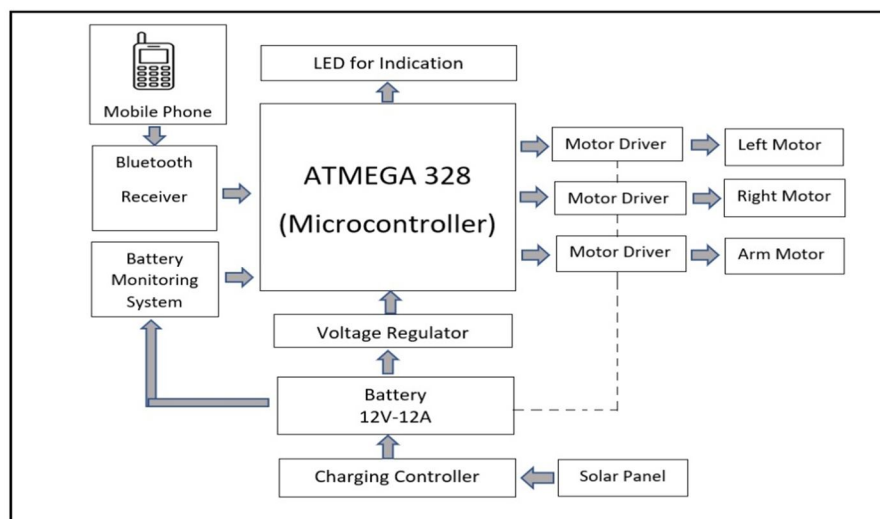 LED for Indication
Mobile Phone
Bluetooth
Receiver
ATMEGA 328
(Microcontroller)
Motor Driver
Left Motor
Motor Driver
Right Motor
Motor Driver
Arm Motor
Battery
Monitoring
System
Voltage Regulator
Battery
12V-12A
Charging Controller
Solar Panel